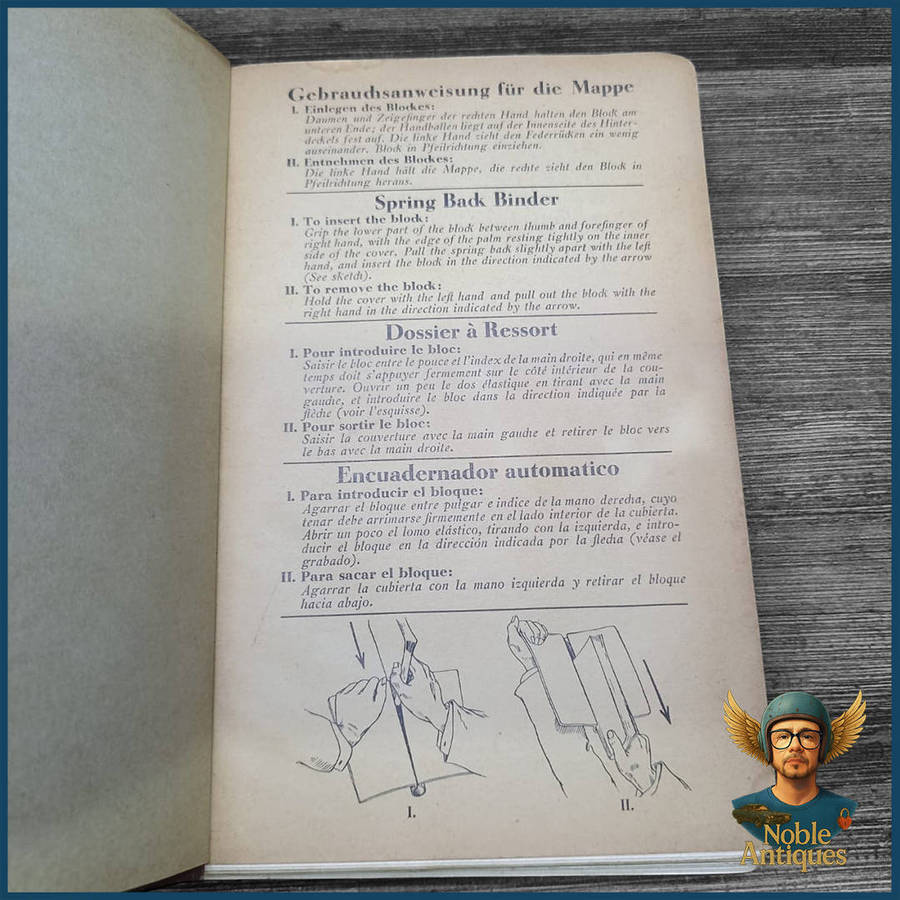 Gebrauchsanweisung für die Mappe
I. Einlegen des Blockes:
Daumen und Zeigefinger der rechten Hand halten den Block am
unteren Ende; der Handballen liegt auf der Innenseite des Hinter-
deckels fest auf. Die linke Hand zieht den Federrücken ein wenig
auseinander. Block in Pfeilrichtung einziehen.
II. Entnehmen des Blockes:
Die linke Hand hält die Mappe, die rechte zieht den Block in
Pfeilrichtung heraus.
Spring Back Binder
I. To insert the block:
Grip the lower part of the block between thumb and forefinger of
right hand, with the edge of the palm resting tightly on the inner
side of the cover. Pull the spring back slightly apart with the left
hand, and insert the block in the direction indicated by the arrow
(See sketch).
II. To remove the block:
Hold the cover with the left hand and pull out the block with the
right hand in the direction indicated by the arrow.
Dossier à Ressort
I. Pour introduire le bloc:
Saisir le bloc entre le pouce et l'index de la main droite, qui en même
temps doit s'appuyer fermement sur le côté intérieur de la cou-
verture. Ouvrir un peu le dos élastique en tirant avec la main
gauche, et introduire le bloc dans la direction indiquée par la
flèche (voir l'esquisse).
II. Pour sortir le bloc:
Saisir la couverture avec la main gauche et retirer le bloc vers
le bas avec la main droite.
Encuadernador automatico
I. Para introducir el bloque:
Agarrar el bloque entre pulgar e indice de la mano derecha, cuyo
tenar debe arrimarse firmemente en el lado interior de la cubierta.
Abrir un poco el lomo elástico, tirando con la izquierda, e intro-
ducir el bloque en la dirección indicada por la flecha (véase el
grabado).
II. Para sacar el bloque:
Agarrar la cubierta con la mano izquierda y retirar el bloque
hacia abajo.
I.
II.
Noble
Antiques